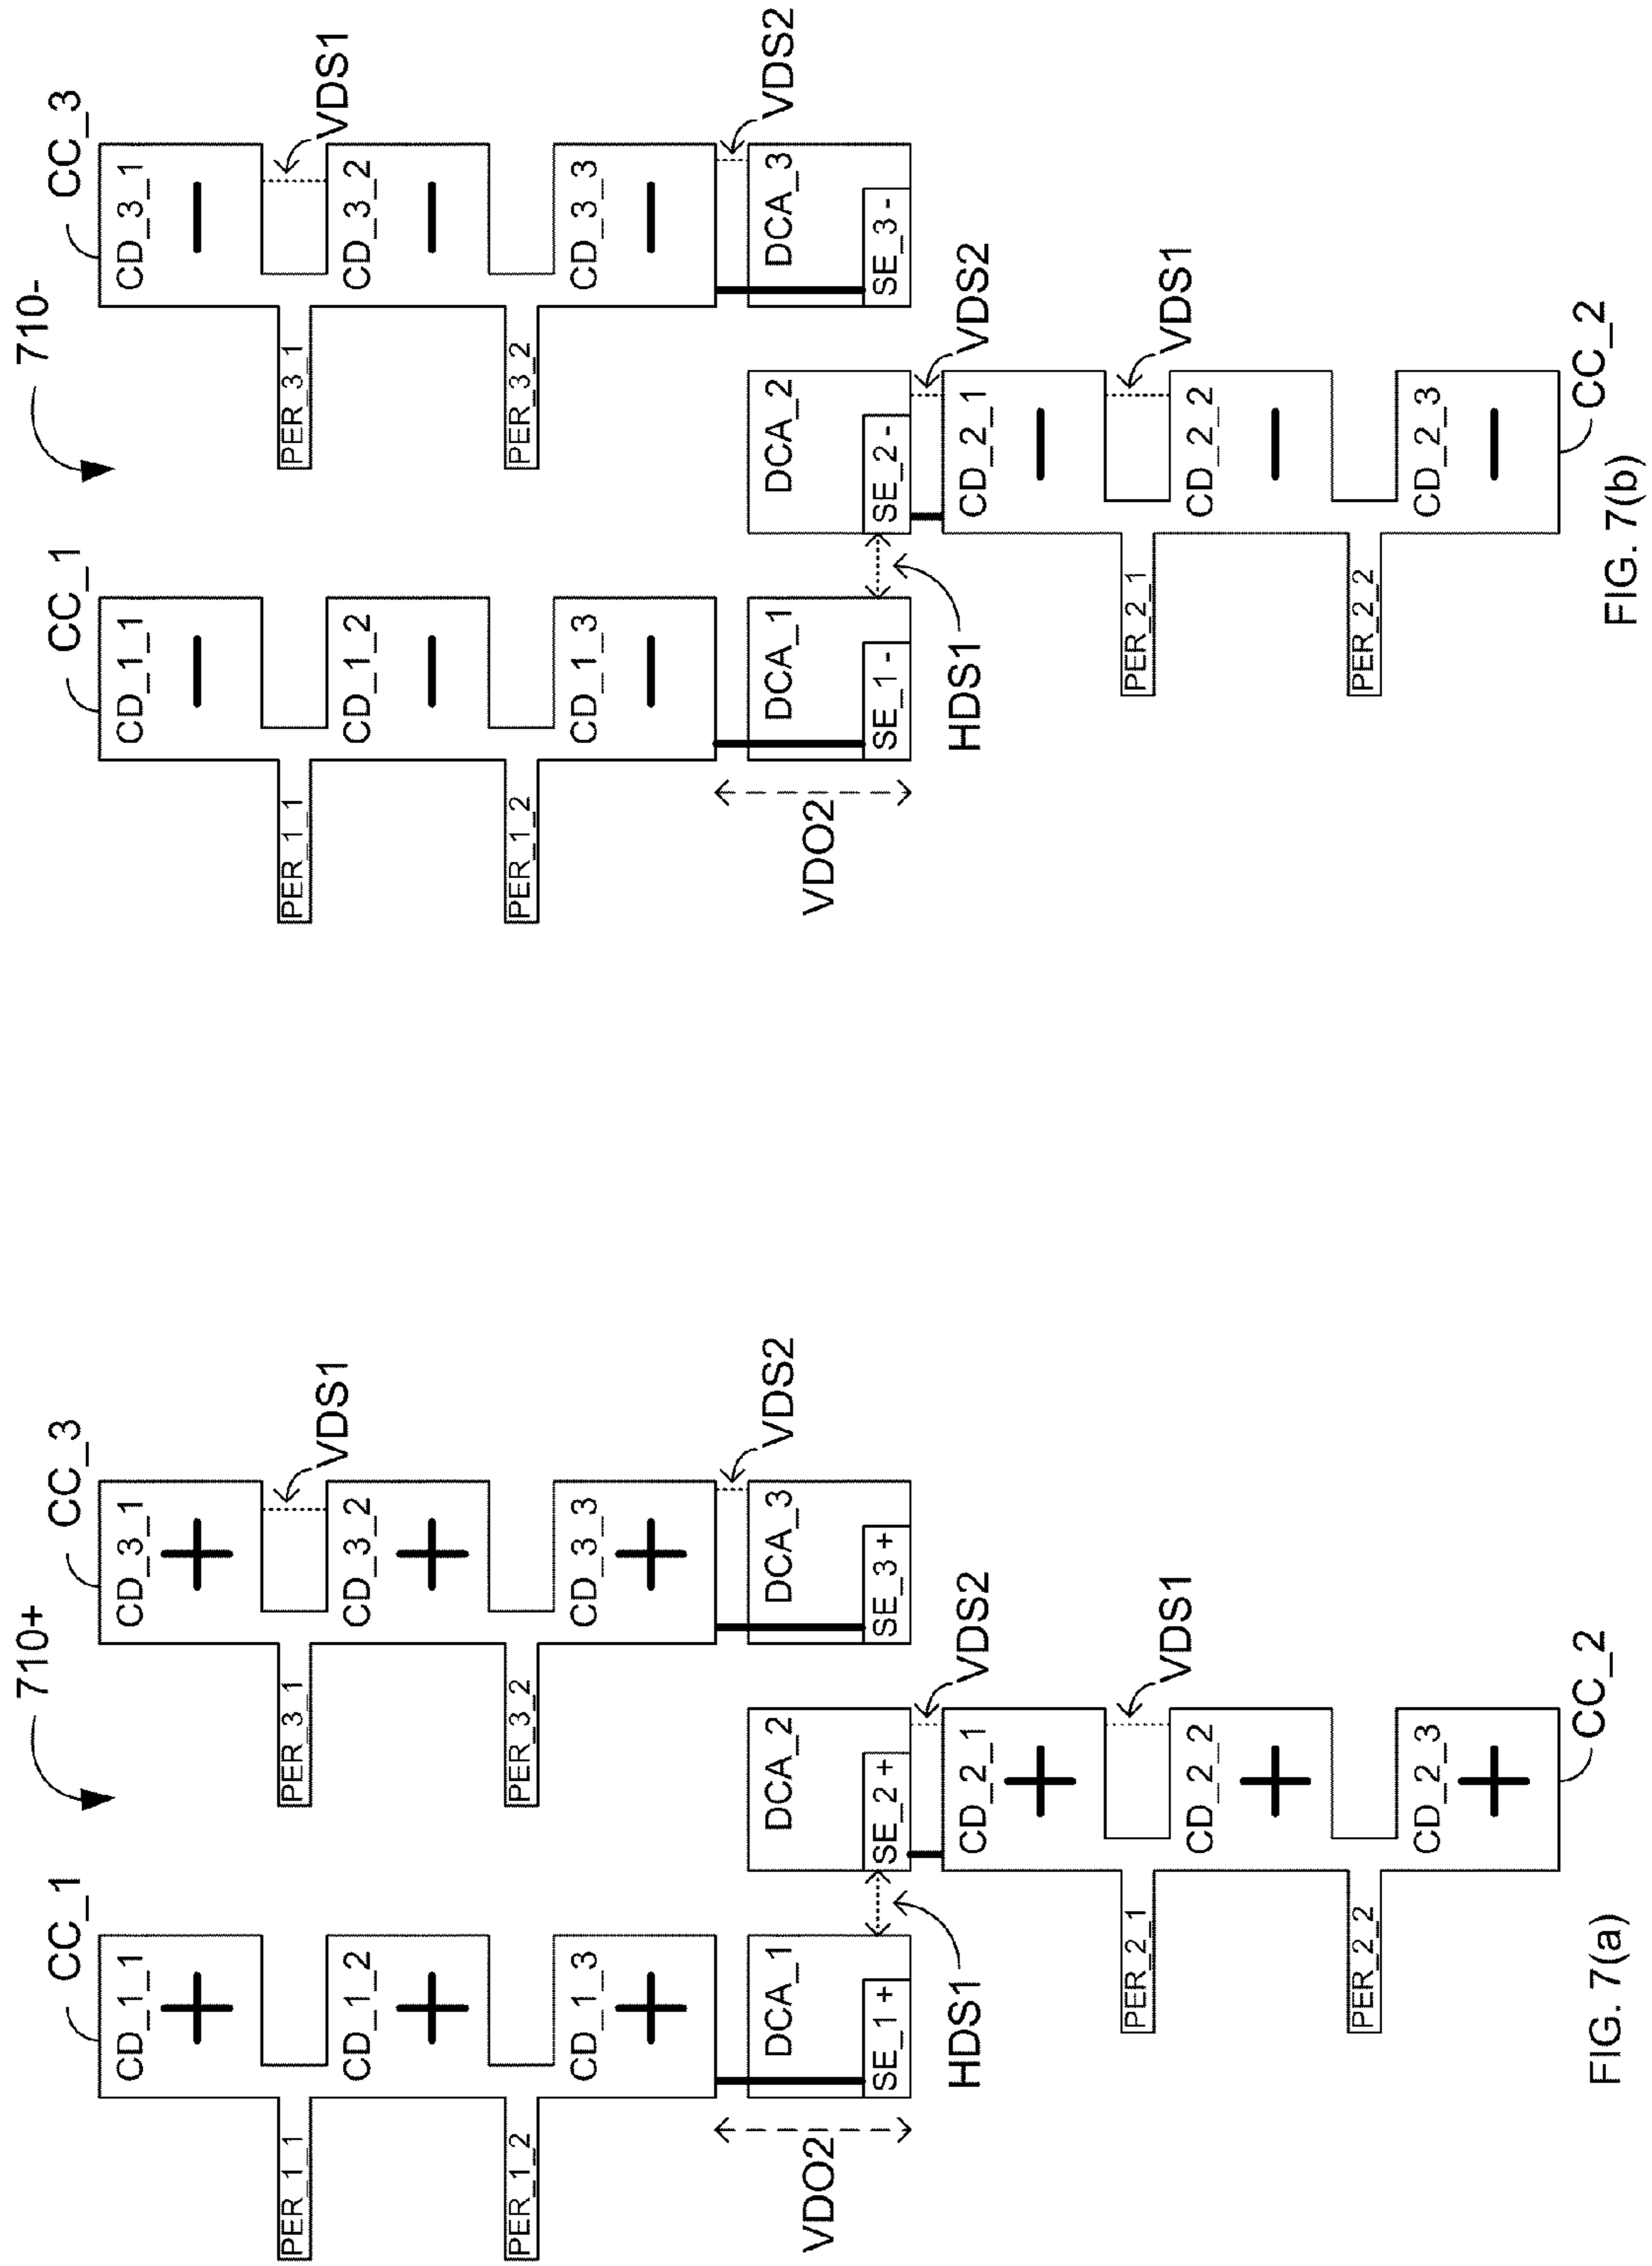 710+
CC_1
CC_3
CD_1_1
CD_3_1
VDS1
PER_1_1
PER_3_1
CD_1_2
CD_3_2
PER_1_2
PER_3_2
CD_1_3
CD_3_3
VDS2
VDO2
DCA_1
DCA_2
DCA_3
SE_1 +
SE_2 +
SE_3 +
HDS1
VDS2
CD_2_1
PER_2_1
VDS1
CD_2_2
PER_2_2
CD_2_3
CC_2
FIG. 7(a)
710-
CC_1
CC_3
CD_1_1
CD_3_1
VDS1
PER_1_1
PER_3_1
CD_1_2
CD_3_2
PER_1_2
PER_3_2
CD_1_3
CD_3_3
VDS2
VDO2
DCA_1
DCA_2
DCA_3
SE_1 -
SE_2 -
SE_3 -
HDS1
VDS2
CD_2_1
PER_2_1
VDS1
CD_2_2
PER_2_2
CD_2_3
CC_2
FIG. 7(b)